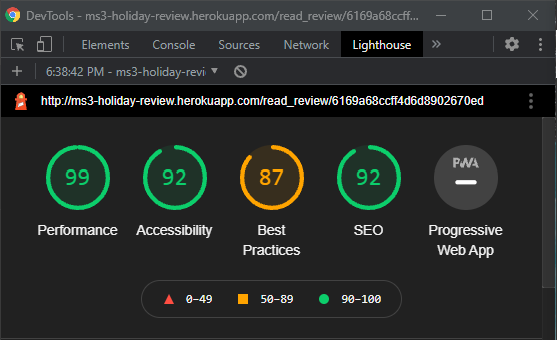 DevTools - ms3-holiday-review.herokuapp.com/read_review/6169a68ccff...
Elements Console Sources Network Lighthouse »
+ 6:38:42 PM - ms3-holiday-revi
http://ms3-holiday-review.herokuapp.com/read_review/6169a68ccff4d6d8902670ed
99 92 87 92 PWA
Performance Accessibility Best Practices SEO Progressive Web App
0–49 50–89 90–100